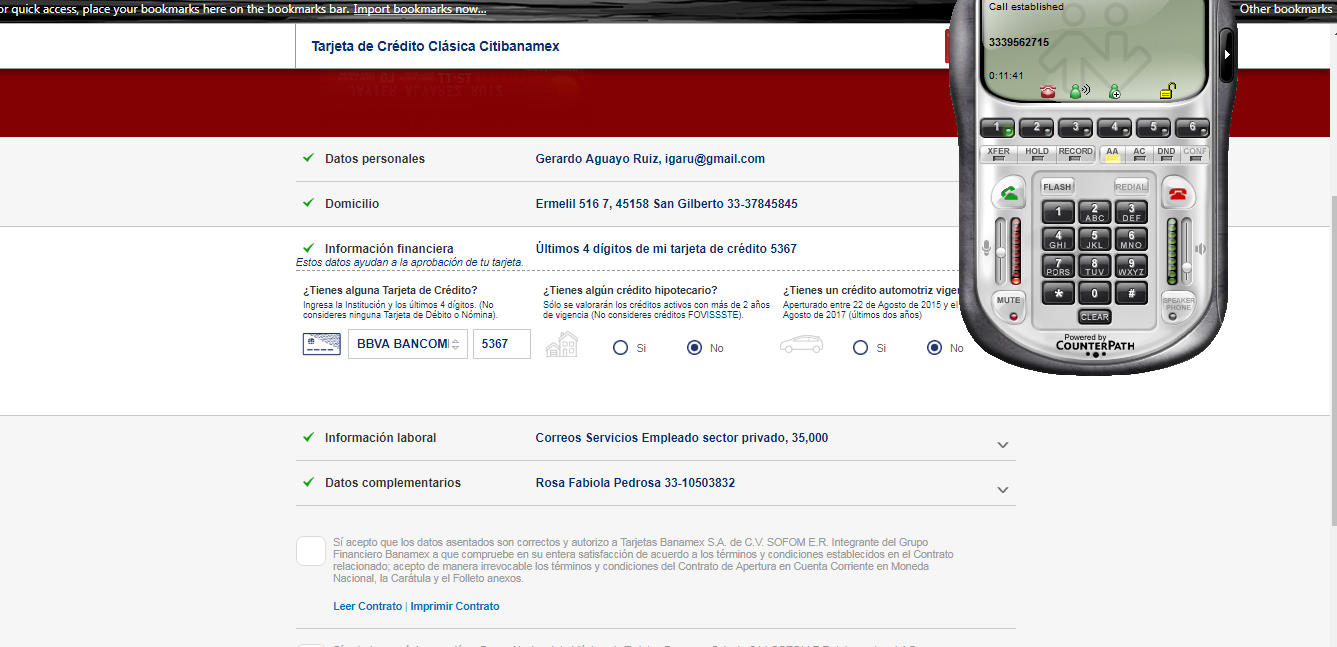 or quick access, place your bookmarks here on the bookmarks bar. Import bookmarks now...
Other bookmarks
Tarjeta de Crédito Clásica Citibanamex
JAVIER ALVAREZ RUIZ
Datos personales
Gerardo Aguayo Ruiz, igaru@gmail.com
Domicilio
Ermelil 516 7, 45158 San Gilberto 33-37845845
Información financiera
Últimos 4 dígitos de mi tarjeta de crédito 5367
Estos datos ayudan a la aprobación de tu tarjeta.
¿Tienes alguna Tarjeta de Crédito?
Ingresa la Institución y los últimos 4 dígitos. (No
consideres ninguna Tarjeta de Débito o Nómina).
BBVA BANCOM
5367
¿Tienes algún crédito hipotecario?
Sólo se valorarán los créditos activos con más de 2 años
de vigencia (No consideres créditos FOVISSSTE).
Si
No
¿Tienes un crédito automotriz vige
Aperturado entre 22 de Agosto de 2015 y el
Agosto de 2017 (últimos dos años)
Si
No
Información laboral
Correos Servicios Empleado sector privado, 35,000
Datos complementarios
Rosa Fabiola Pedrosa 33-10503832
Sí acepto que los datos asentados son correctos y autorizo a Tarjetas Banamex S.A. de C.V. SOFOM E.R. Integrante del Grupo
Financiero Banamex a que compruebe en su entera satisfacción de acuerdo a los términos y condiciones establecidos en el Contrato
relacionado; acepto de manera irrevocable los términos y condiciones del Contrato de Apertura en Cuenta Corriente en Moneda
Nacional, la Carátula y el Folleto anexos.
Leer Contrato | Imprimir Contrato
Call established
3339562715
0:11:41
1 2 3 4 5 6
XFER HOLD RECORD AA AC DND CONF
FLASH REDIAL
1 2 ABC 3 DEF
4 GHI 5 JKL 6 MNO
7 PQRS 8 TUV 9 WXYZ
* 0 #
MUTE
CLEAR
SPEAKER
PHONE
Powered by
COUNTERPATH